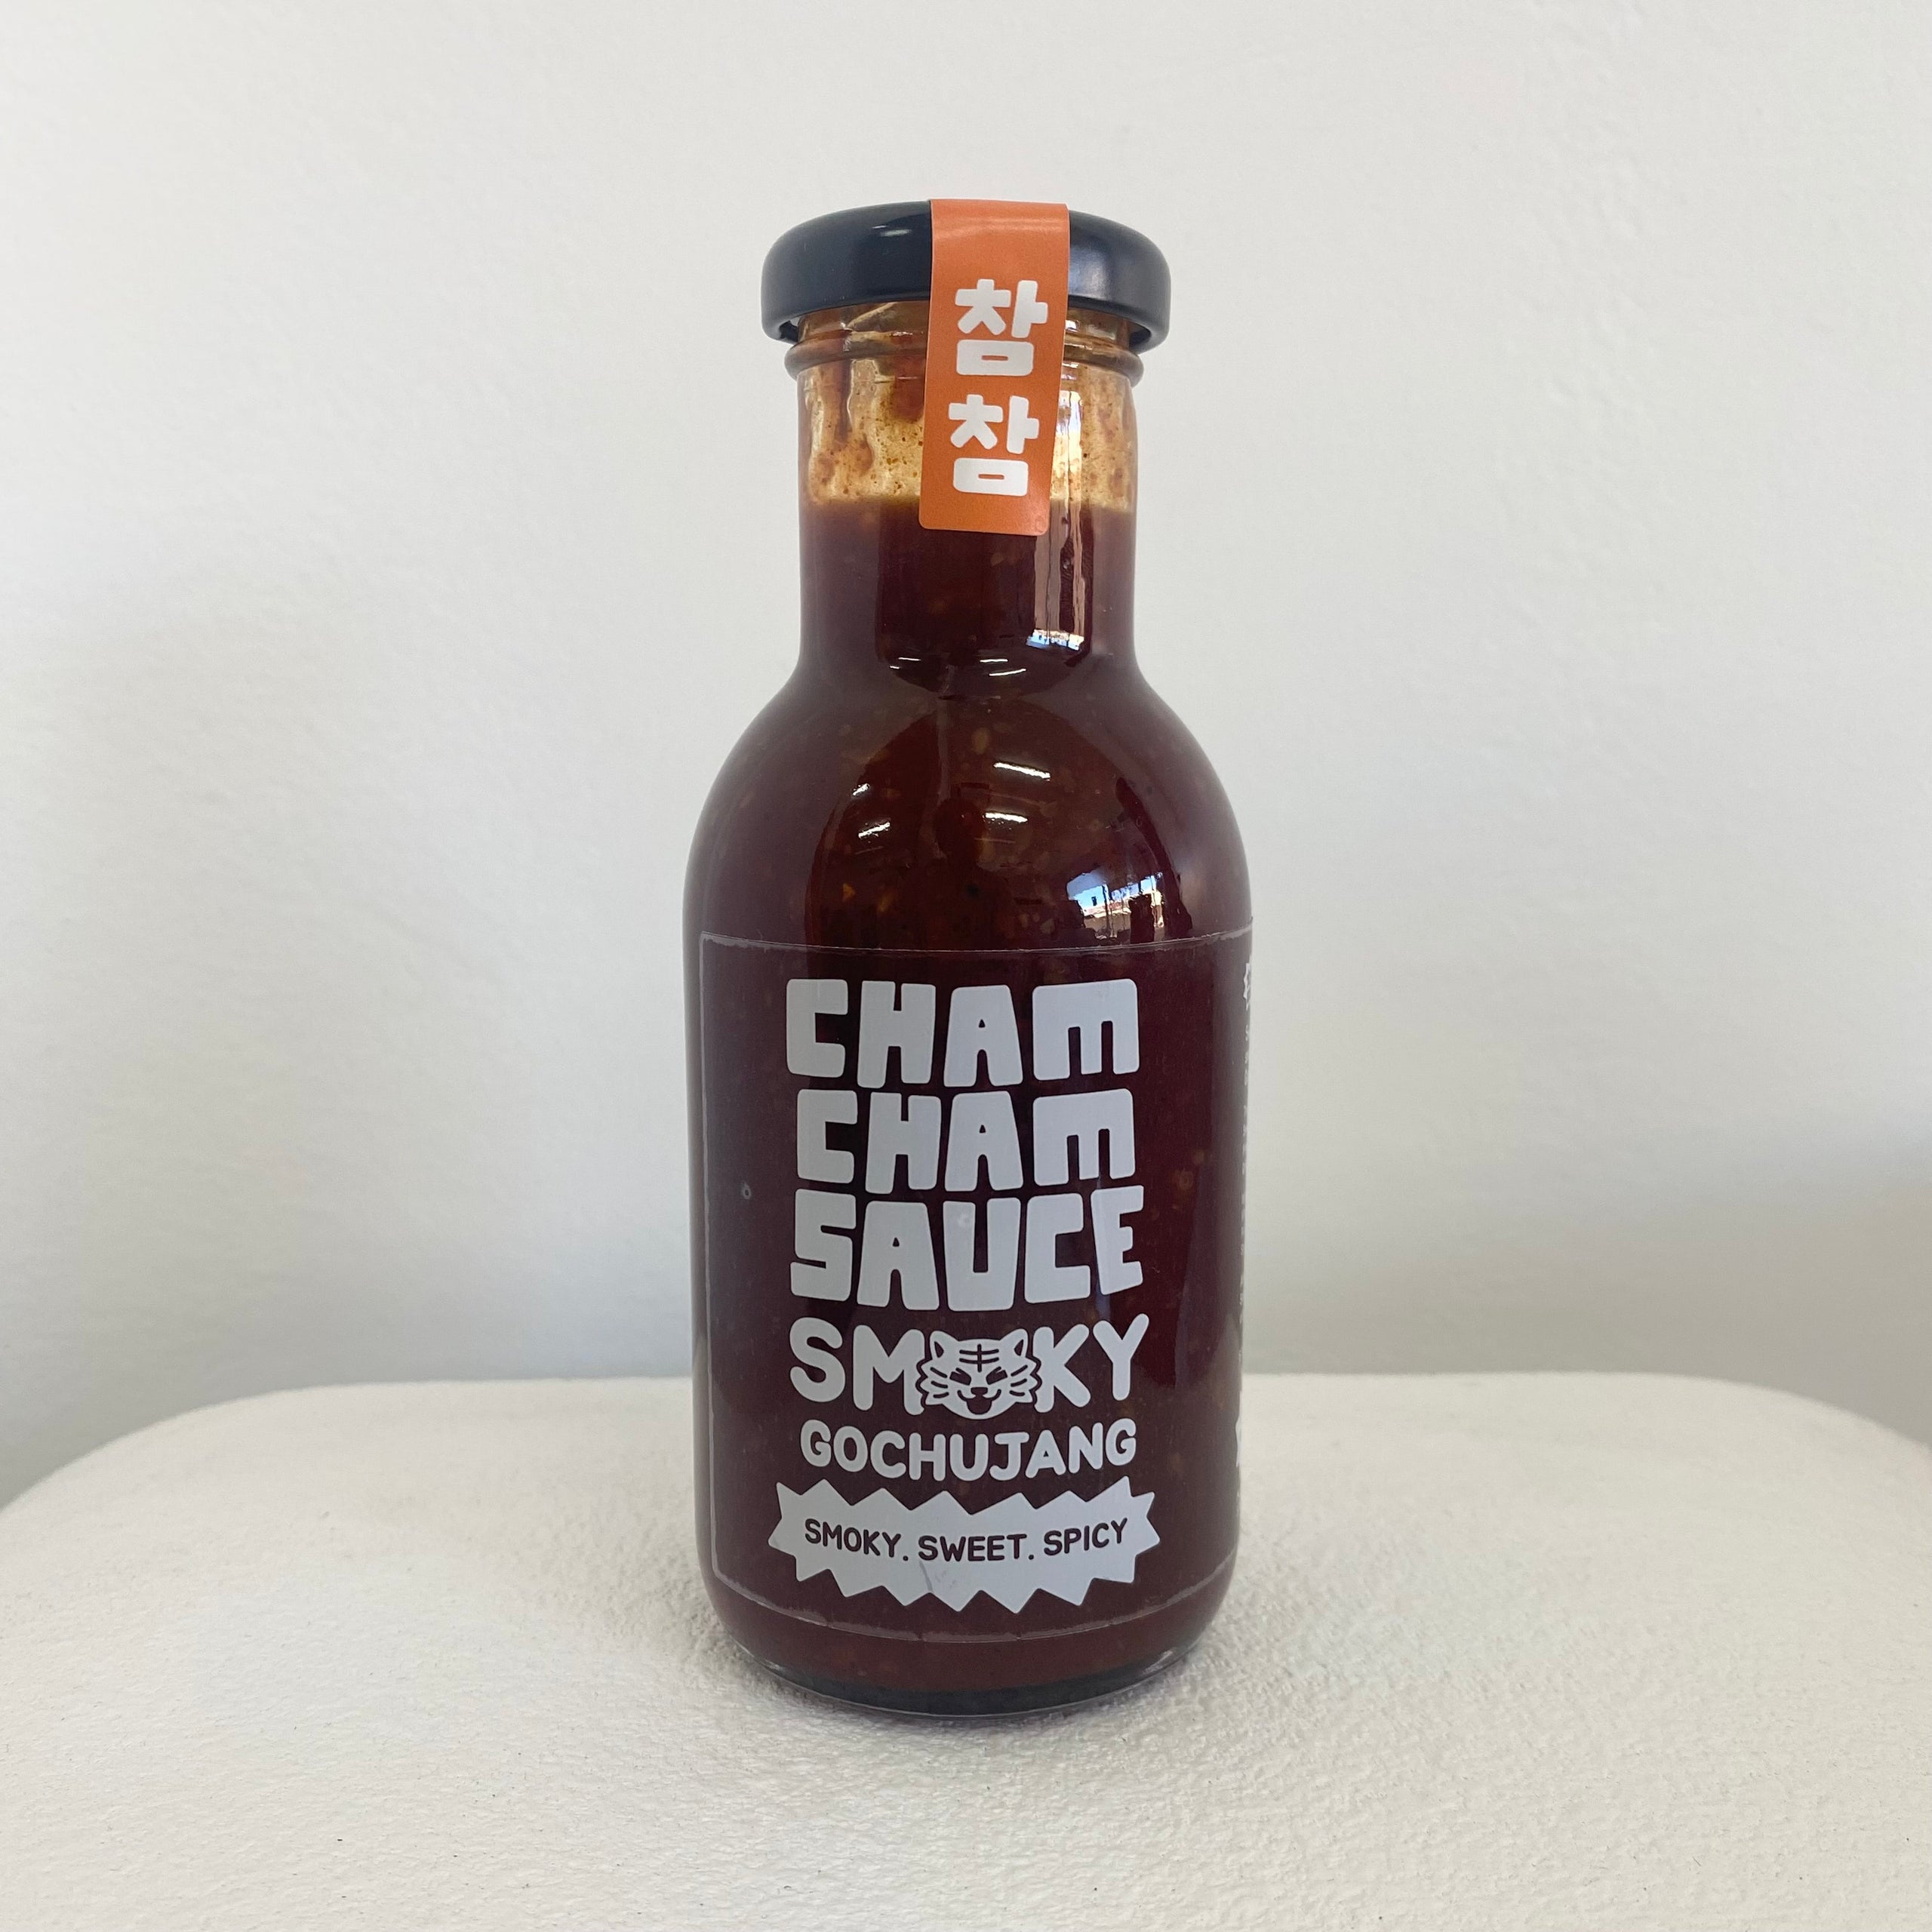 참
참
CHAM
CHAM
SAUCE
SMOKY
GOCHUJANG
SMOKY. SWEET. SPICY